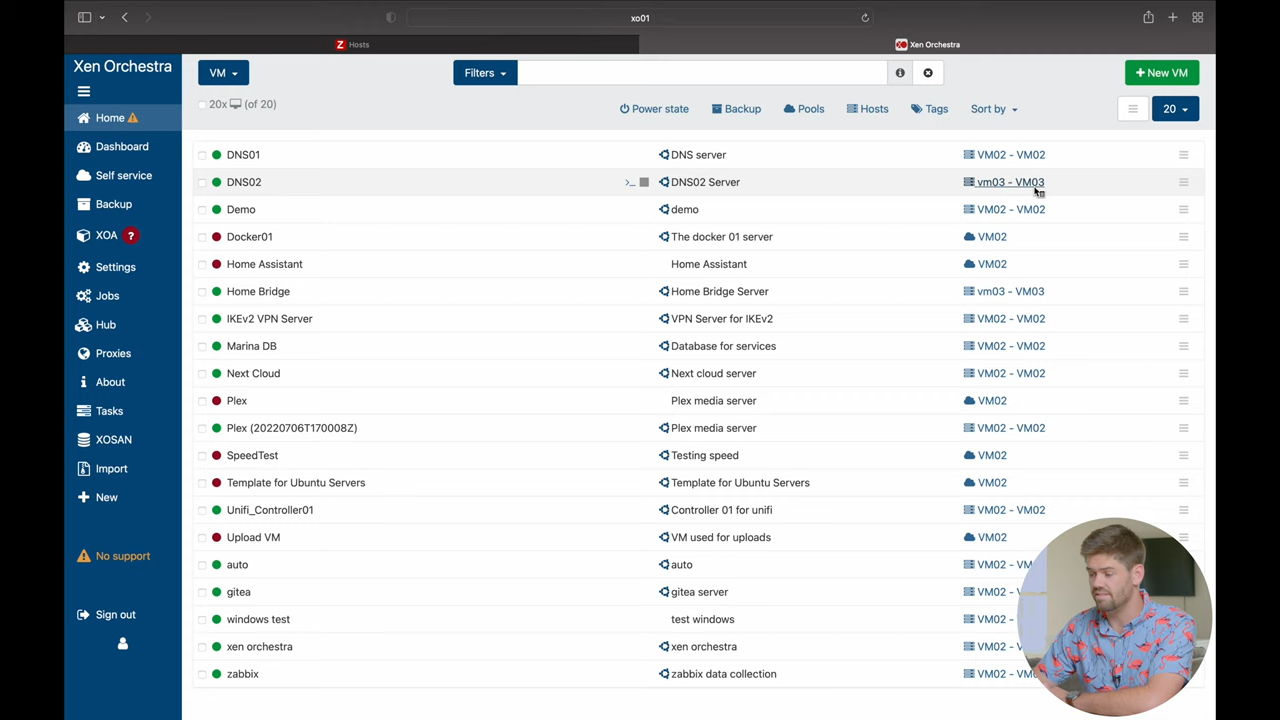 xo01
Z Hosts
Xen Orchestra
Xen Orchestra
VM
Filters
+ New VM
20x (of 20)
Power state
Backup
Pools
Hosts
Tags
Sort by
20
Home
Dashboard
Self service
Backup
XOA ?
Settings
Jobs
Hub
Proxies
About
Tasks
XOSAN
Import
New
No support
Sign out
DNS01 DNS server VM02 - VM02
DNS02 >_ DNS02 Server vm03 - VM03
Demo demo VM02 - VM02
Docker01 The docker 01 server VM02
Home Assistant Home Assistant VM02
Home Bridge Home Bridge Server vm03 - VM03
IKEv2 VPN Server VPN Server for IKEv2 VM02 - VM02
Marina DB Database for services VM02 - VM02
Next Cloud Next cloud server VM02 - VM02
Plex Plex media server VM02
Plex (20220706T170008Z) Plex media server VM02 - VM02
SpeedTest Testing speed VM02
Template for Ubuntu Servers Template for Ubuntu Servers VM02
Unifi_Controller01 Controller 01 for unifi VM02 - VM02
Upload VM VM used for uploads VM02
auto auto VM02 -
gitea gitea server VM02 -
windows test test windows VM02 -
xen orchestra xen orchestra VM02 -
zabbix zabbix data collection VM02 -